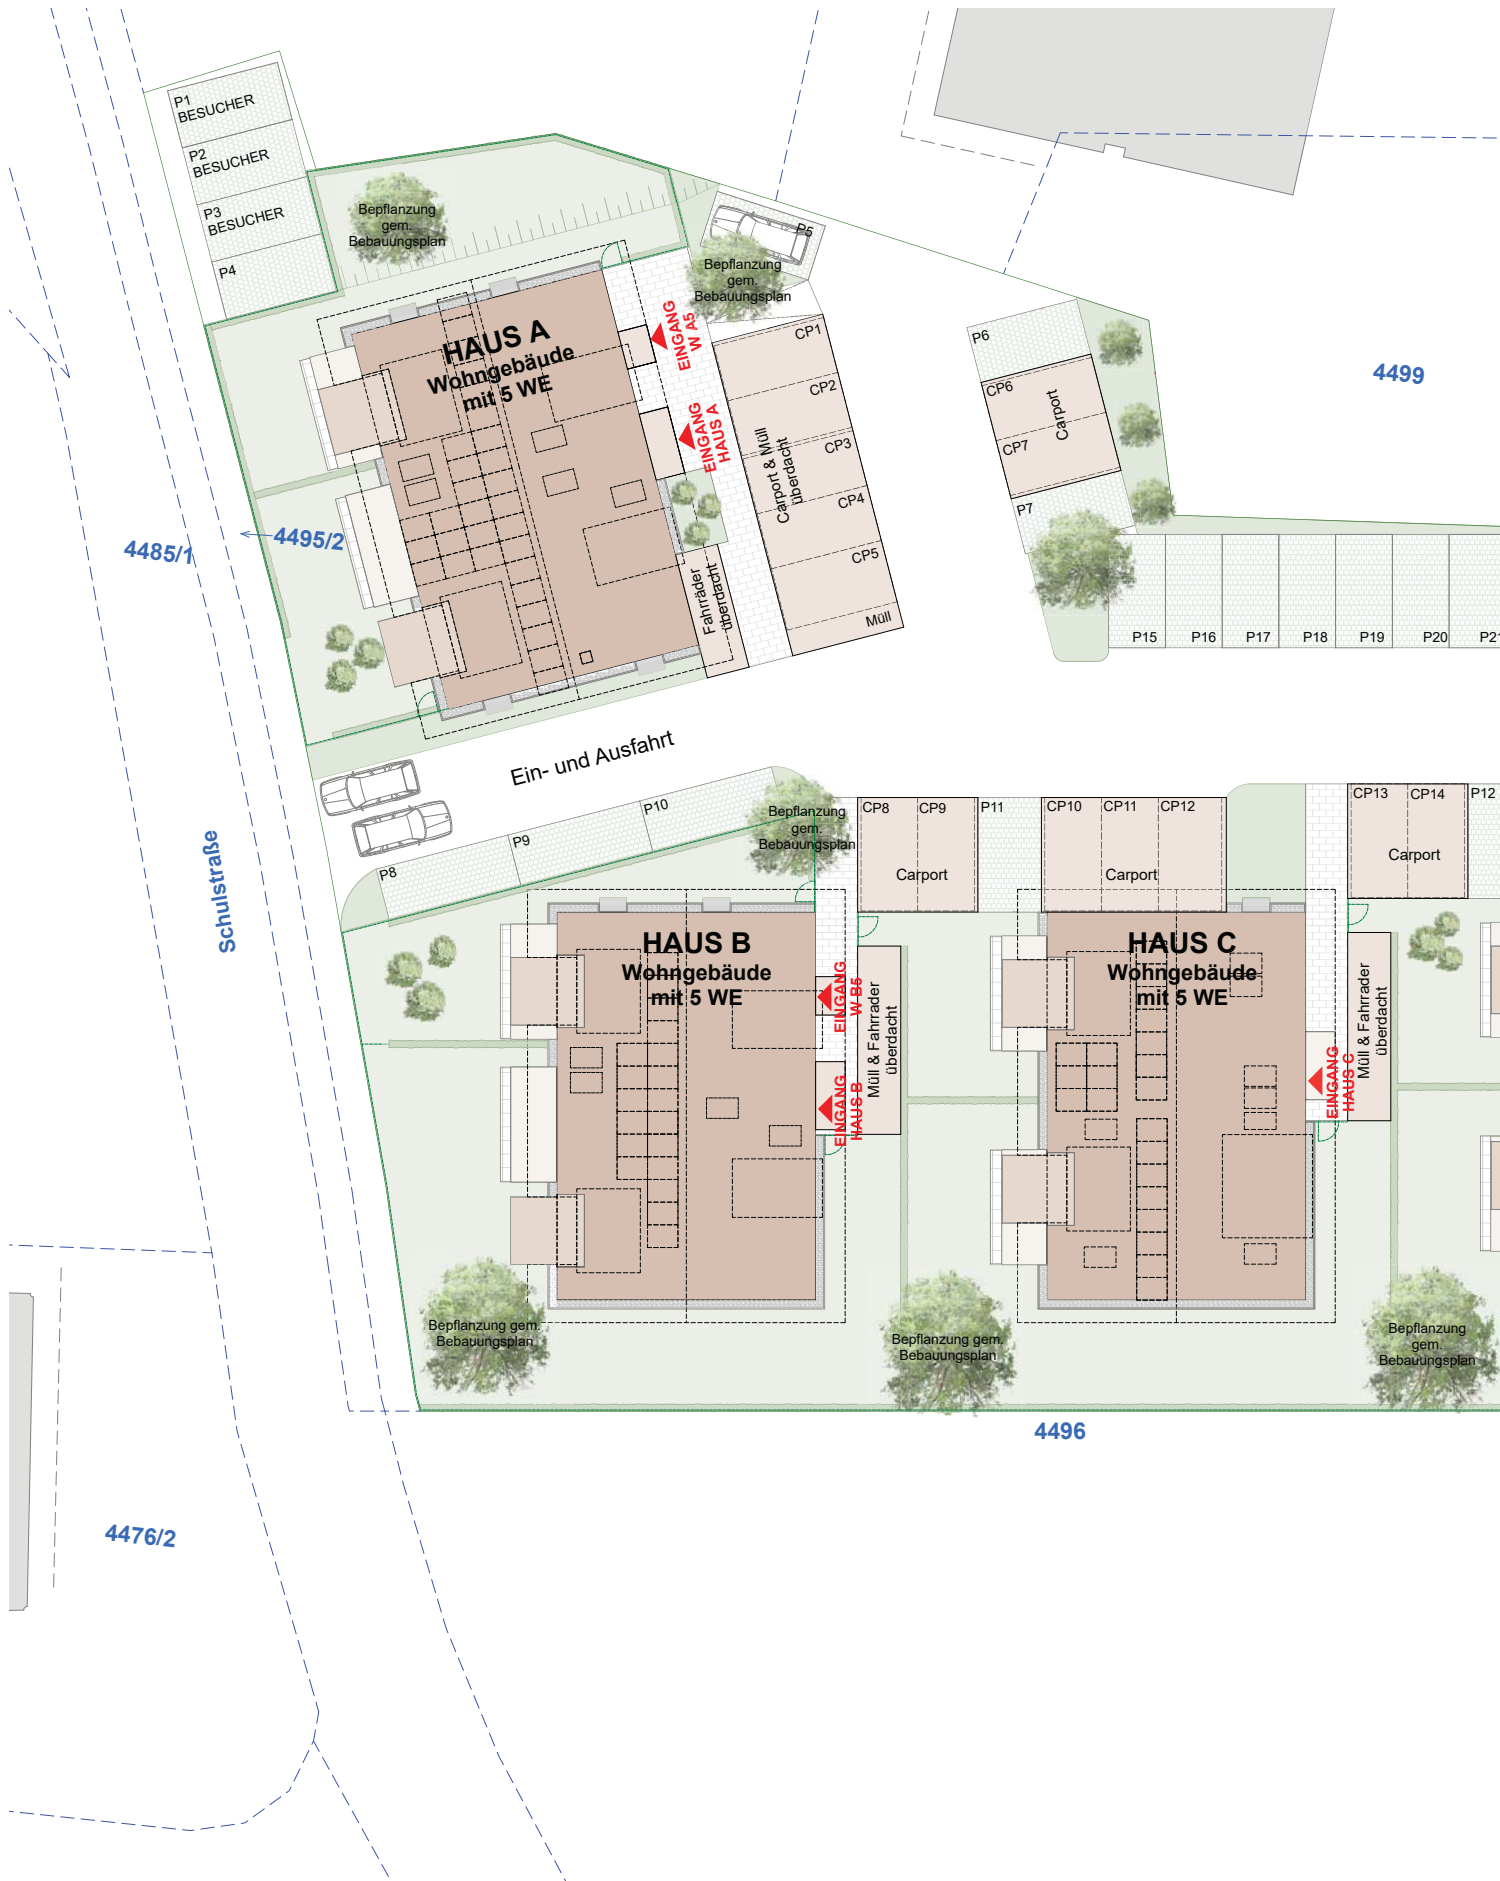 P1
BESUCHER
P2
BESUCHER
P3
BESUCHER
P4
Bepflanzung
gem.
Bebauungsplan
P5
Bepflanzung
gem.
Bebauungsplan
HAUS A
Wohngebäude
mit 5 WE
EINGANG
W A5
EINGANG
HAUS A
CP1
CP2
CP3
CP4
CP5
Müll
Carport & Müll
überdacht
Fahrräder
überdacht
P6
CP6
CP7
Carport
P7
4499
4485/1
4495/2
P15
P16
P17
P18
P19
P20
P21
Ein- und Ausfahrt
P8
P9
P10
Bepflanzung
gem.
Bebauungsplan
CP8
CP9
Carport
P11
CP10
CP11
CP12
Carport
CP13
CP14
P12
Carport
Schulstraße
HAUS B
Wohngebäude
mit 5 WE
EINGANG
W B5
EINGANG
HAUS B
Müll & Fahrrader
überdacht
HAUS C
Wohngebäude
mit 5 WE
EINGANG
HAUS C
Müll & Fahrrader
überdacht
Bepflanzung gem.
Bebauungsplan
Bepflanzung gem.
Bebauungsplan
Bepflanzung
gem.
Bebauungsplan
4496
4476/2